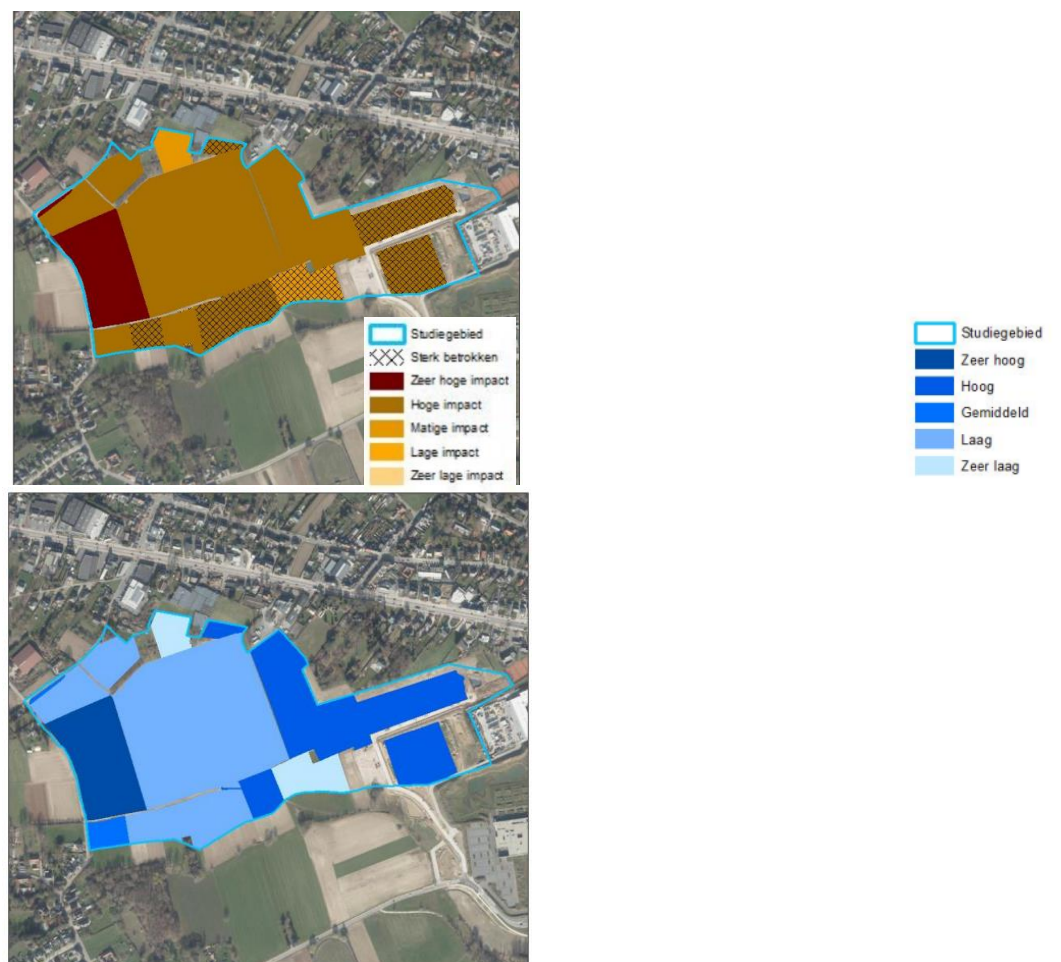 Studiegebied
Sterk betrokken
Zeer hoge impact
Hoge impact
Matige impact
Lage impact
Zeer lage impact
Studiegebied
Zeer hoog
Hoog
Gemiddeld
Laag
Zeer laag